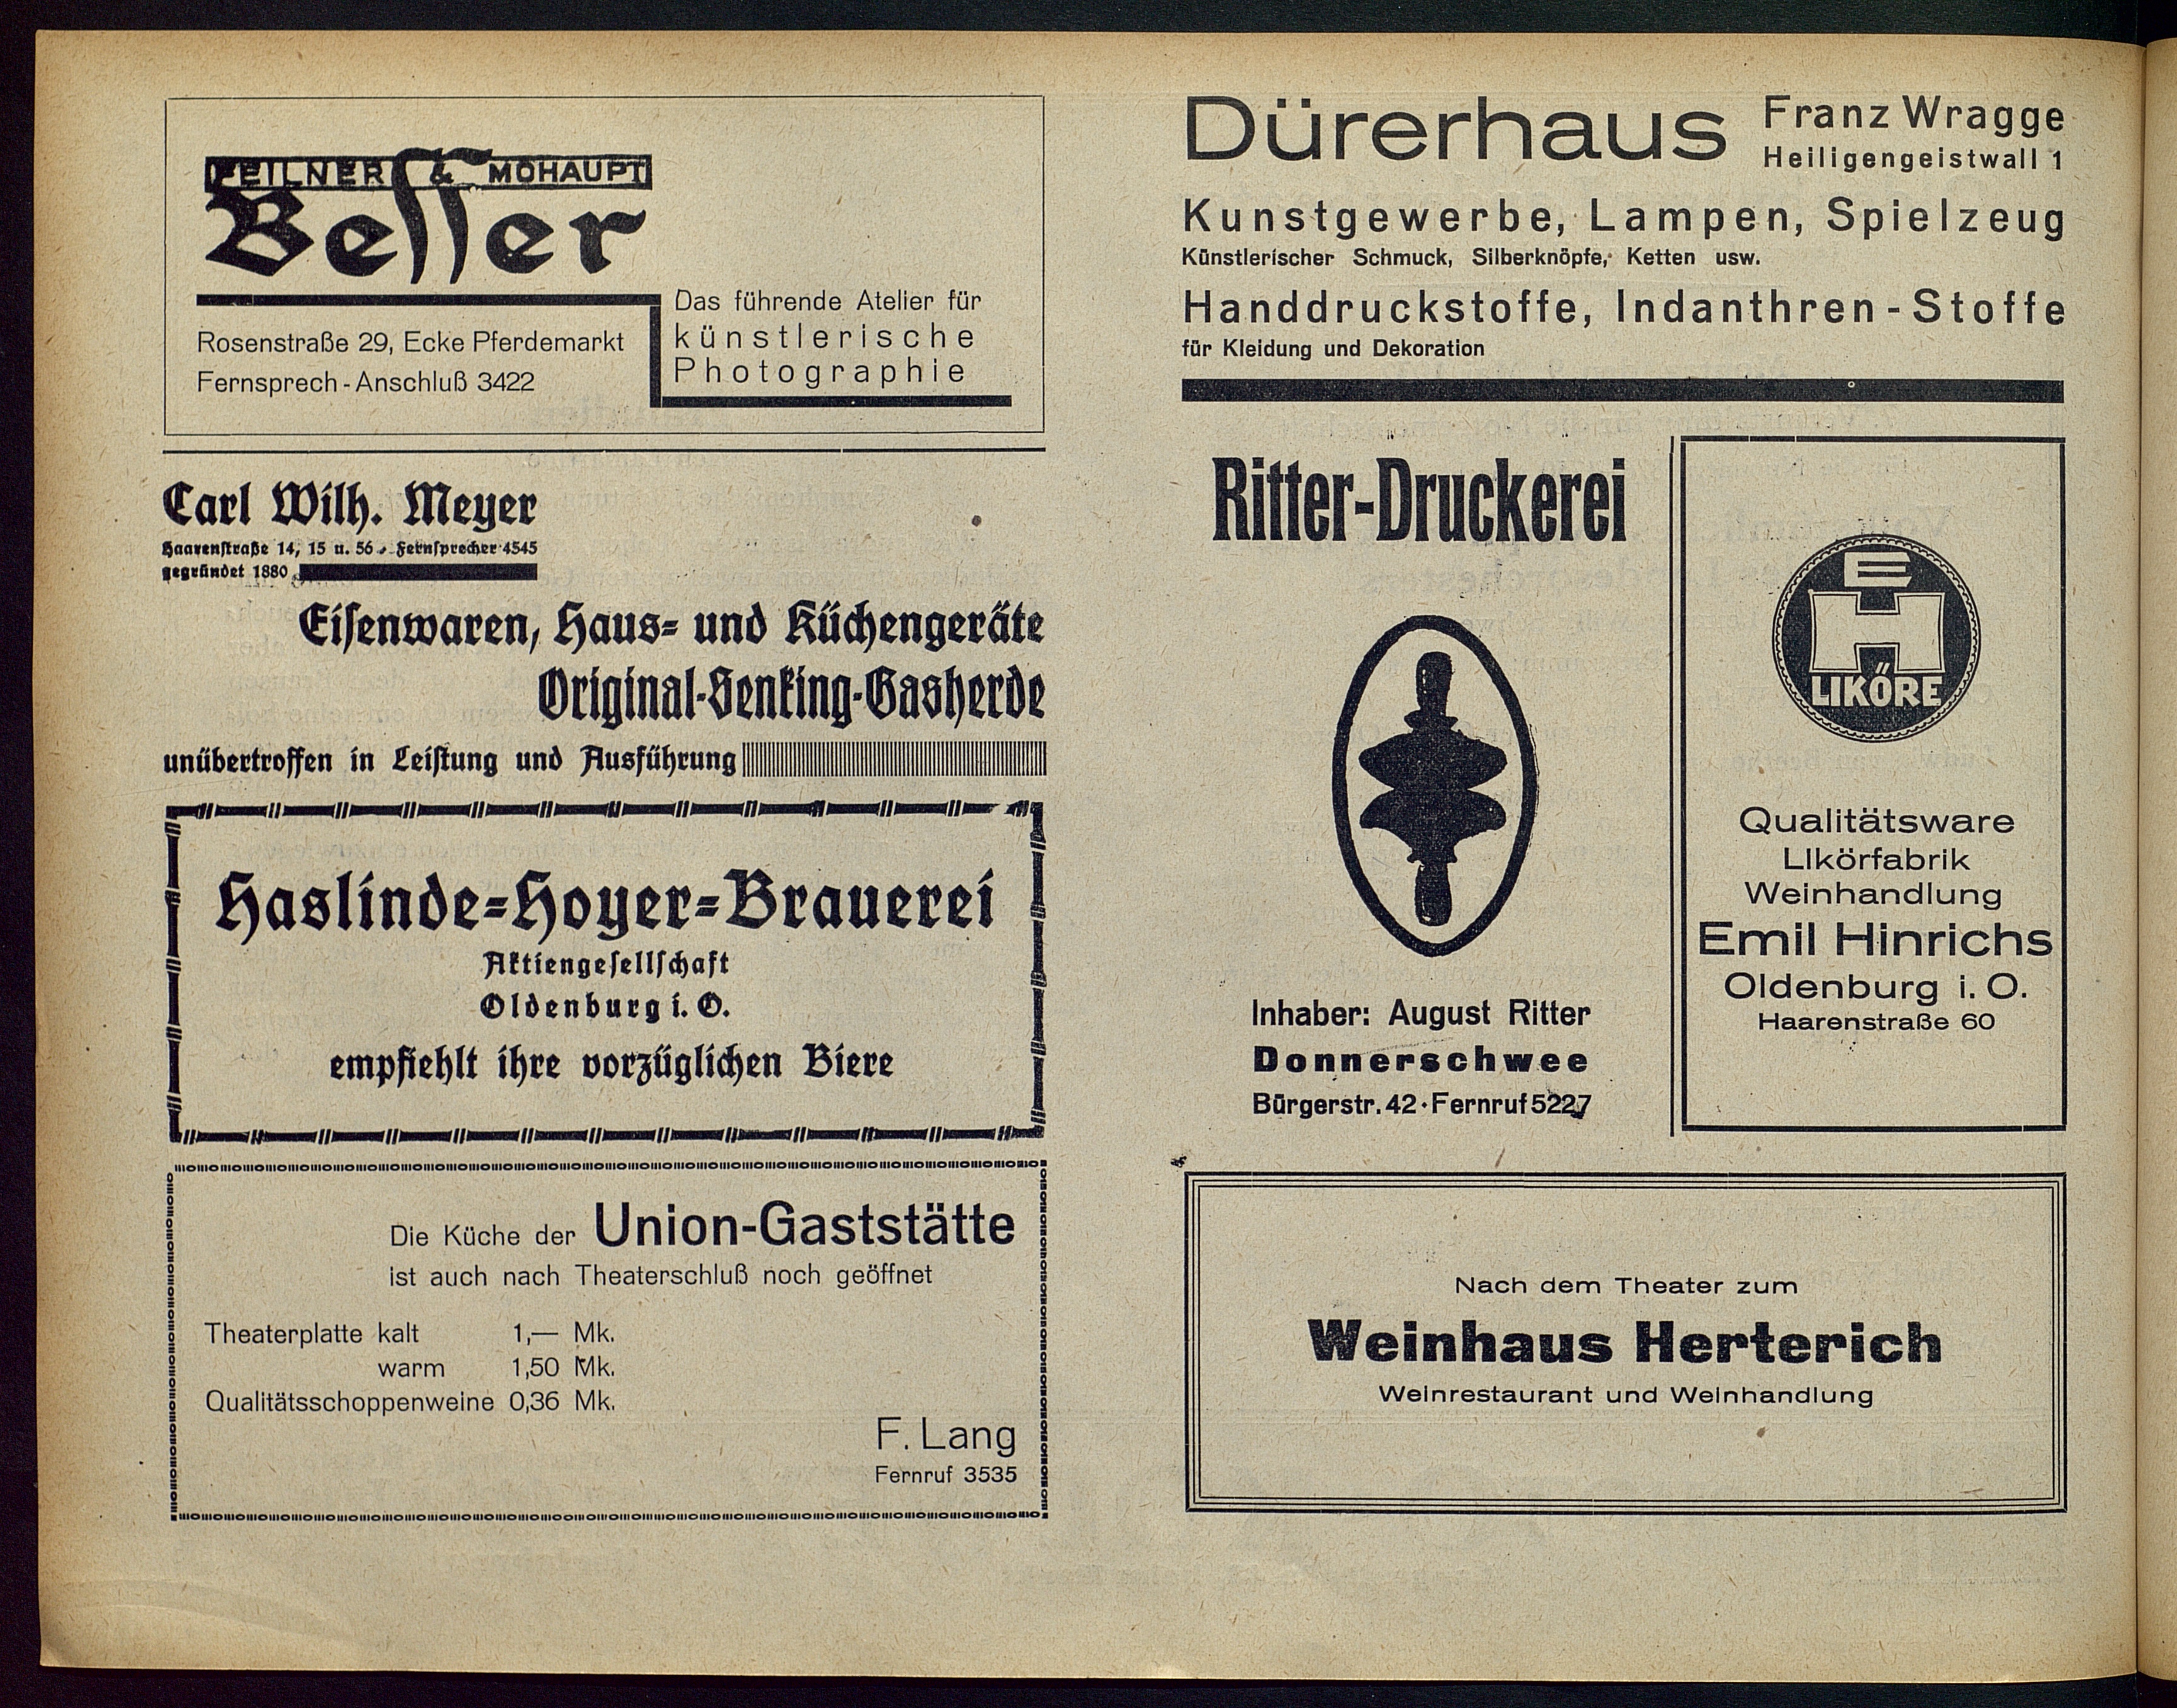 FEILNER & MOHAUPT
Besser
Rosenstraße 29, Ecke Pferdemarkt
Fernsprech-Anschluß 3422
Das führende Atelier für
künstlerische
Photographie
Carl Wilh. Meyer
Haarenstraße 14, 15 u. 56 • Fernsprecher 4545
gegründet 1880
Eisenwaren, Haus- und Küchengeräte
Original-Senking-Gasherde
unübertroffen in Leistung und Ausführung
Haslinde-Hoyer-Brauerei
Aktiengesellschaft
Oldenburg i. O.
empfiehlt ihre vorzüglichen Biere
Die Küche der Union-Gaststätte
ist auch nach Theaterschluß noch geöffnet
Theaterplatte kalt 1,— Mk.
warm 1,50 Mk.
Qualitätsschoppenweine 0,36 Mk.
F. Lang
Fernruf 3535
Dürerhaus Franz Wragge
Heiligengeistwall 1
Kunstgewerbe, Lampen, Spielzeug
Künstlerischer Schmuck, Silberknöpfe, Ketten usw.
Handdruckstoffe, Indanthren-Stoffe
für Kleidung und Dekoration
Ritter-Druckerei
Inhaber: August Ritter
Donnerschwee
Bürgerstr. 42 · Fernruf 5227
E
H
LIKÖRE
Qualitätsware
Likörfabrik
Weinhandlung
Emil Hinrichs
Oldenburg i. O.
Haarenstraße 60
Nach dem Theater zum
Weinhaus Herterich
Weinrestaurant und Weinhandlung